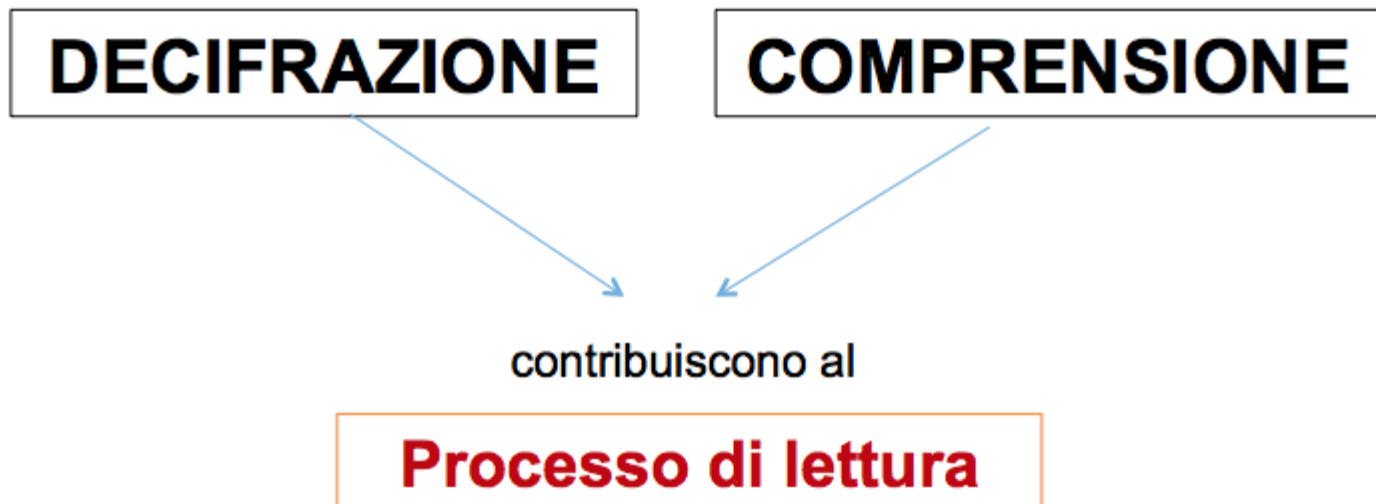 DECIFRAZIONE
COMPRENSIONE
contribuiscono al
Processo di lettura